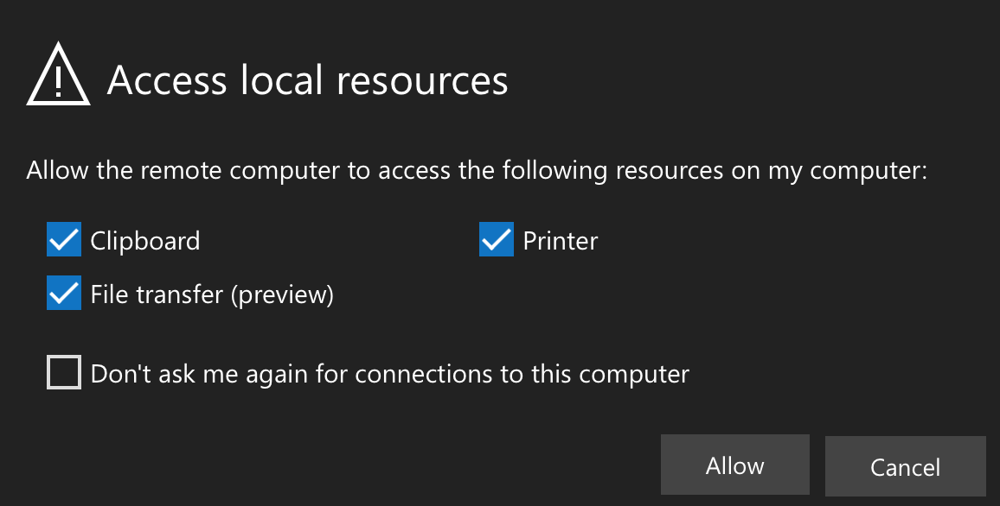 Access local resources
Allow the remote computer to access the following resources on my computer:
Clipboard
Printer
File transfer (preview)
Don't ask me again for connections to this computer
Allow
Cancel